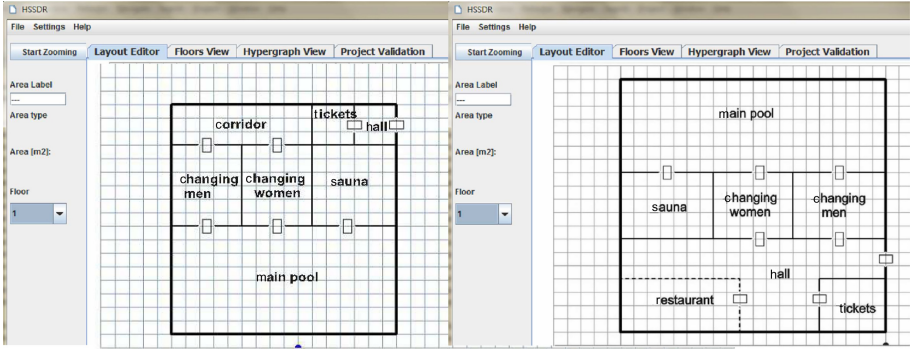 HSSDR
File Settings Help
Start Zooming Layout Editor Floors View Hypergraph View Project Validation
Area Label
---
Area type
Area [m2]:
Floor
1
corridor
tickets
hall
changing
men
changing
women
sauna
main pool
HSSDR
File Settings Help
Start Zooming Layout Editor Floors View Hypergraph View Project Validation
Area Label
---
Area type
Area [m2]:
Floor
1
main pool
sauna
changing
women
changing
men
hall
restaurant
tickets